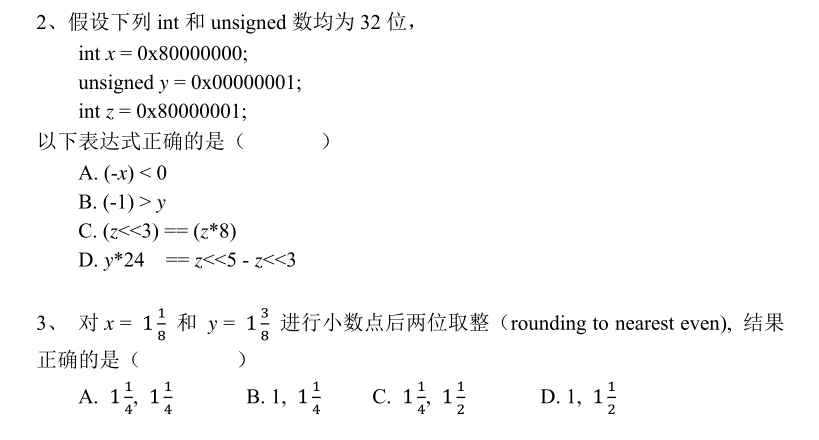 2、假设下列 int 和 unsigned 数均为 32 位，
int x = 0x80000000;
unsigned y = 0x00000001;
int z = 0x80000001;
以下表达式正确的是（ ）
A. (-x) < 0
B. (-1) > y
C. (z<<3) == (z*8)
D. y*24 == z<<5 - z<<3
3、 对 x = 1 1/8 和 y = 1 3/8 进行小数点后两位取整（rounding to nearest even), 结果
正确的是（ ）
A. 1 1/4, 1 1/4 B. 1, 1 1/4 C. 1 1/4, 1 1/2 D. 1, 1 1/2